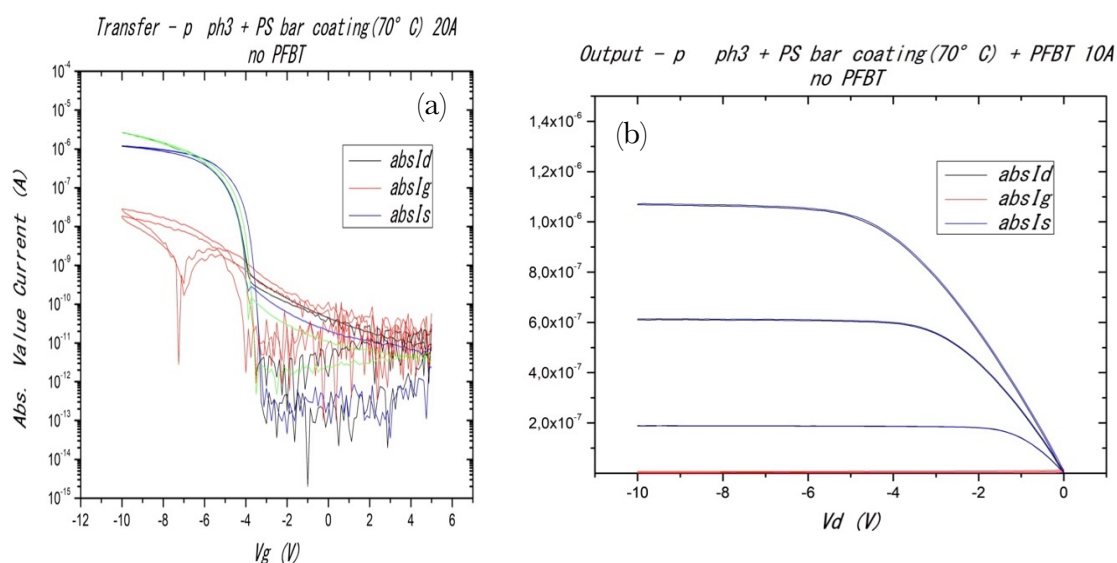 Transfer - p ph3 + PS bar coating(70° C) 20A
no PFBT
(a)
absId
absIg
absIs
Abs. Value Current (A)
10-4
10-5
10-6
10-7
10-8
10-9
10-10
10-11
10-12
10-13
10-14
10-15
-12 -10 -8 -6 -4 -2 0 2 4 6
Vg (V)
Output - p ph3 + PS bar coating(70° C) + PFBT 10A
no PFBT
(b)
absId
absIg
absIs
1,4x10-6
1,2x10-6
1,0x10-6
8,0x10-7
6,0x10-7
4,0x10-7
2,0x10-7
-10 -8 -6 -4 -2 0
Vd (V)